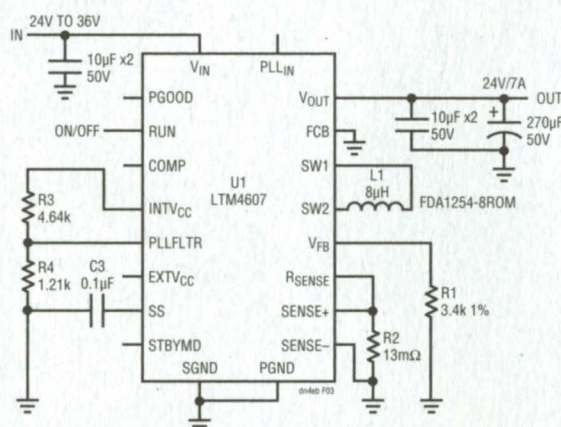 24V TO 36V
IN
10µF x2
50V
VIN
PLLIN
PGOOD
VOUT
24V/7A
OUT
10µF x2
50V
+
270µF
50V
ON/OFF
RUN
FCB
COMP
SW1
L1
8µH
R3
4.64k
INTVCC
U1
LTM4607
SW2
FDA1254-8ROM
PLLFLTR
VFB
R4
1.21k
C3
0.1µF
EXTVCC
RSENSE
R1
3.4k 1%
SS
SENSE+
R2
13mΩ
STBYMD
SENSE–
SGND
PGND
dn4eb F03